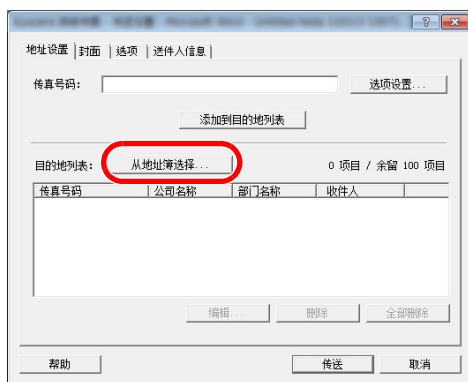 地址设置 封面 选项 送件人信息
传真号码: 选项设置...
添加到目的地列表
目的地列表: 从地址簿选择... 0 项目 / 余留 100 项目
传真号码 公司名称 部门名称 收件人
编辑... 删除 全部删除
帮助 传送 取消